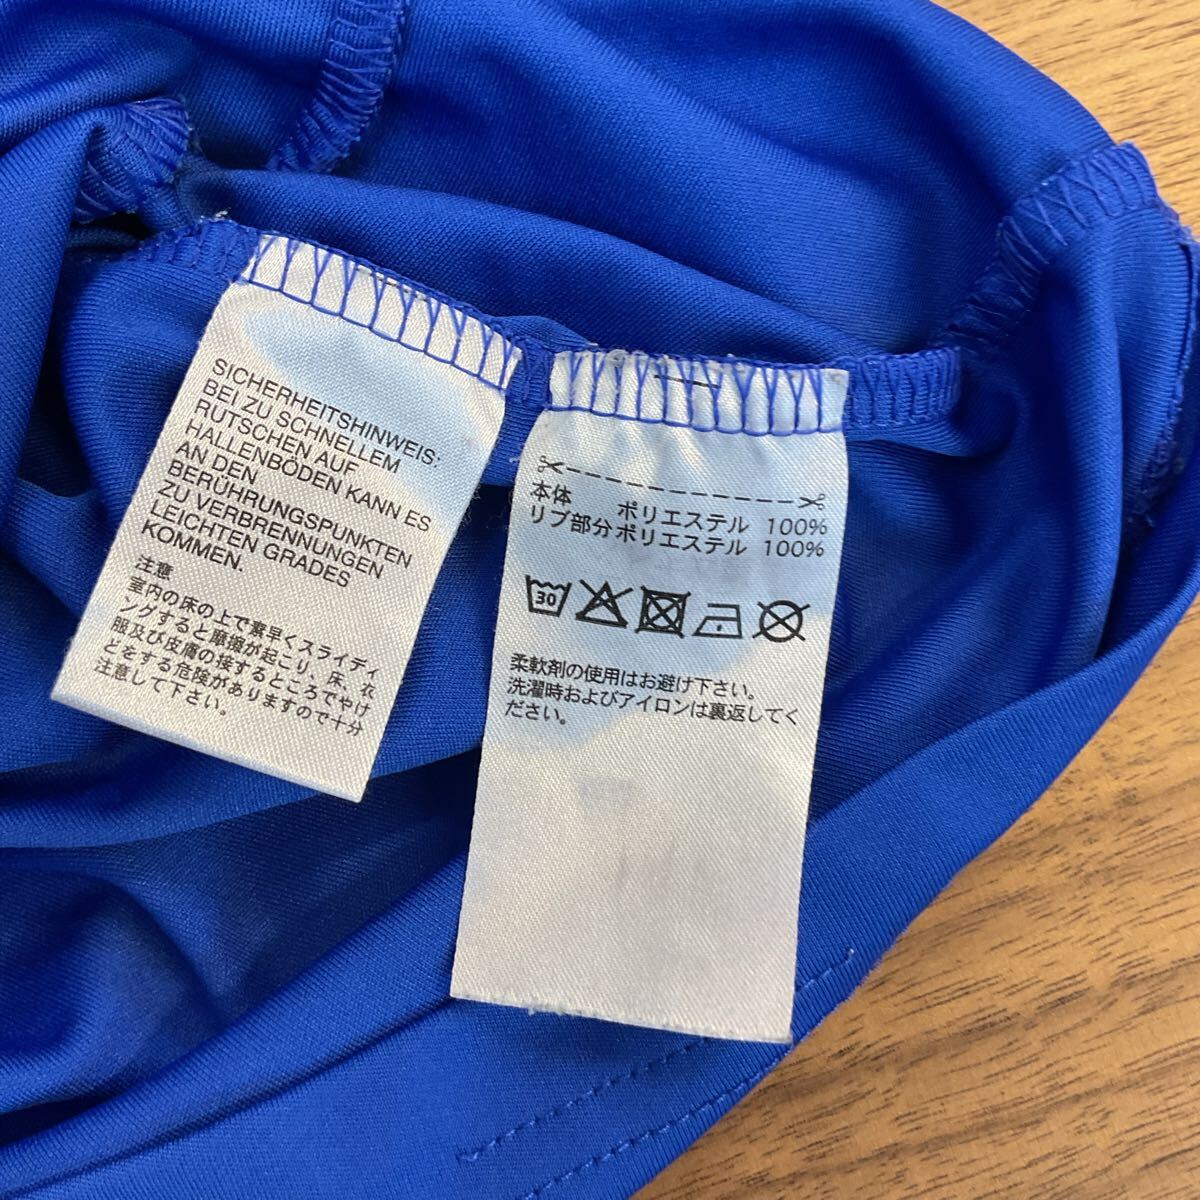 SICHERHEITSHINWEIS:
BEI ZU SCHNELLEM
RUTSCHEN AUF
HALLENBÖDEN KANN ES
AN DEN
BERÜHRUNGSPUNKTEN
ZU VERBRENNUNGEN
LEICHTEN GRADES
KOMMEN.
注意
室内の床の上で素早くスライディ
ングすると摩擦が起こり、床、衣
服及び皮膚の接するところでやけ
どをする危険がありますので十分
注意して下さい。
本体 ポリエステル 100%
リブ部分 ポリエステル 100%
30
柔軟剤の使用はお避け下さい。
洗濯時およびアイロンは裏返してく
ださい。